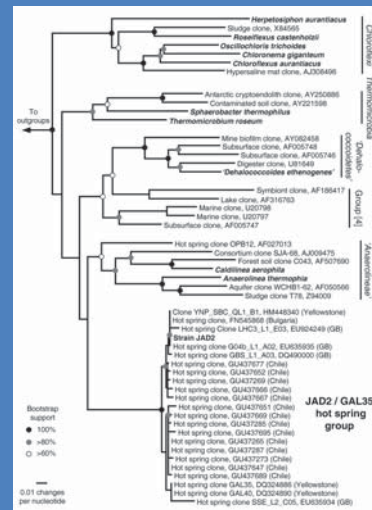 Herpetosiphon aurantiacus
Sludge clone, X84565
Roseiflexus castenholzii
Oscillochloris trichoides
Chloronema giganteum
Chloroflexus aurantiacus
Hypersaline mat clone, AJ308496
Chloroflexi
Antarctic cryptoendolith clone, AY250886
Contaminated soil clone, AY221598
Sphaerobacter thermophilus
Thermomicrobium roseum
Thermomicrobia
To
outgroups
Mine biofilm clone, AY082458
Subsurface clone, AF005748
Subsurface clone, AF005746
Digester clone, U81649
'Dehalococcoides ethenogenes'
'Dehalo-
coccoidetes'
Symbiont clone, AF186417
Lake clone, AF316763
Marine clone, U20798
Marine clone, U20797
Subsurface clone, AF005747
Group [4]
Hot spring clone OPB12, AF027013
Consortium clone SJA-68, AJ009475
Forest soil clone C043, AF507690
Caldilinea aerophila
Anaerolinea thermophila
Aquifer clone WCHB1-62, AF050566
Sludge clone T78, Z94009
'Anaerolineae'
Clone YNP_SBC_QL1_B1, HM448340 (Yellowstone)
Hot spring clone, FN545868 (Bulgaria)
Hot spring Clone LHC3_L1_E03, EU924249 (GB)
Strain JAD2
Hot spring clone G04b_L1_A02, EU635935 (GB)
Hot spring clone GBS_L1_A03, DQ490000 (GB)
Hot spring clone, GU437677 (Chile)
Hot spring clone, GU437652 (Chile)
Hot spring clone, GU437269 (Chile)
Hot spring clone, GU437666 (Chile)
Hot spring clone, GU437667 (Chile)
Hot spring clone, GU437651 (Chile)
Hot spring clone, GU437669 (Chile)
Hot spring clone, GU437285 (Chile)
Hot spring clone, GU437695 (Chile)
Hot spring clone, GU437265 (Chile)
Hot spring clone, GU437287 (Chile)
Hot spring clone, GU437273 (Chile)
Hot spring clone, GU437647 (Chile)
Hot spring clone, GU437689 (Chile)
Hot spring clone GAL35, DQ324885 (Yellowstone)
Hot spring clone GAL40, DQ324890 (Yellowstone)
Hot spring clone SSE_L2_C05, EU635934 (GB)
JAD2 / GAL35
hot spring
group
Bootstrap
support
100%
>80%
>60%
0.01 changes
per nucleotide